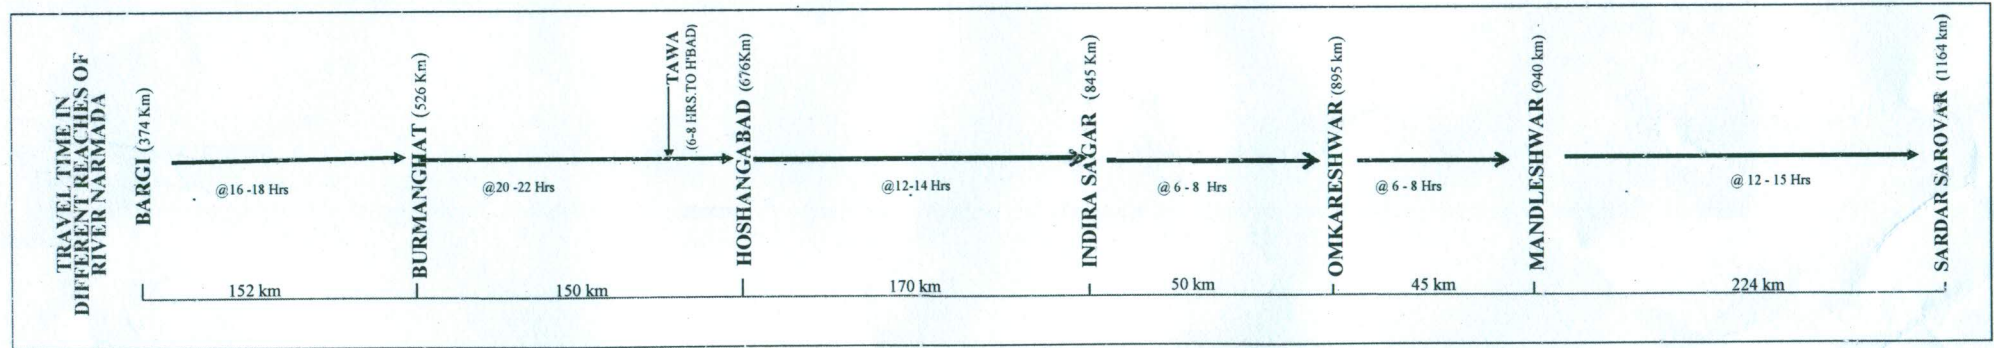 TRAVEL TIME IN
DIFFERENT REACHES OF
RIVER NARMADA
BARGI (374 Km)
@16 -18 Hrs
BURMANGHAT (526 Km)
@20 -22 Hrs
TAWA
(6-8 HRS.TO H'BAD)
HOSHANGABAD (676Km)
@12-14 Hrs
INDIRA SAGAR (845 Km)
@ 6 - 8 Hrs
OMKARESHWAR (895 km)
@ 6 - 8 Hrs
MANDLESHWAR (940 km)
@ 12 - 15 Hrs
SARDAR SAROVAR (1164 km)
152 km
150 km
170 km
50 km
45 km
224 km